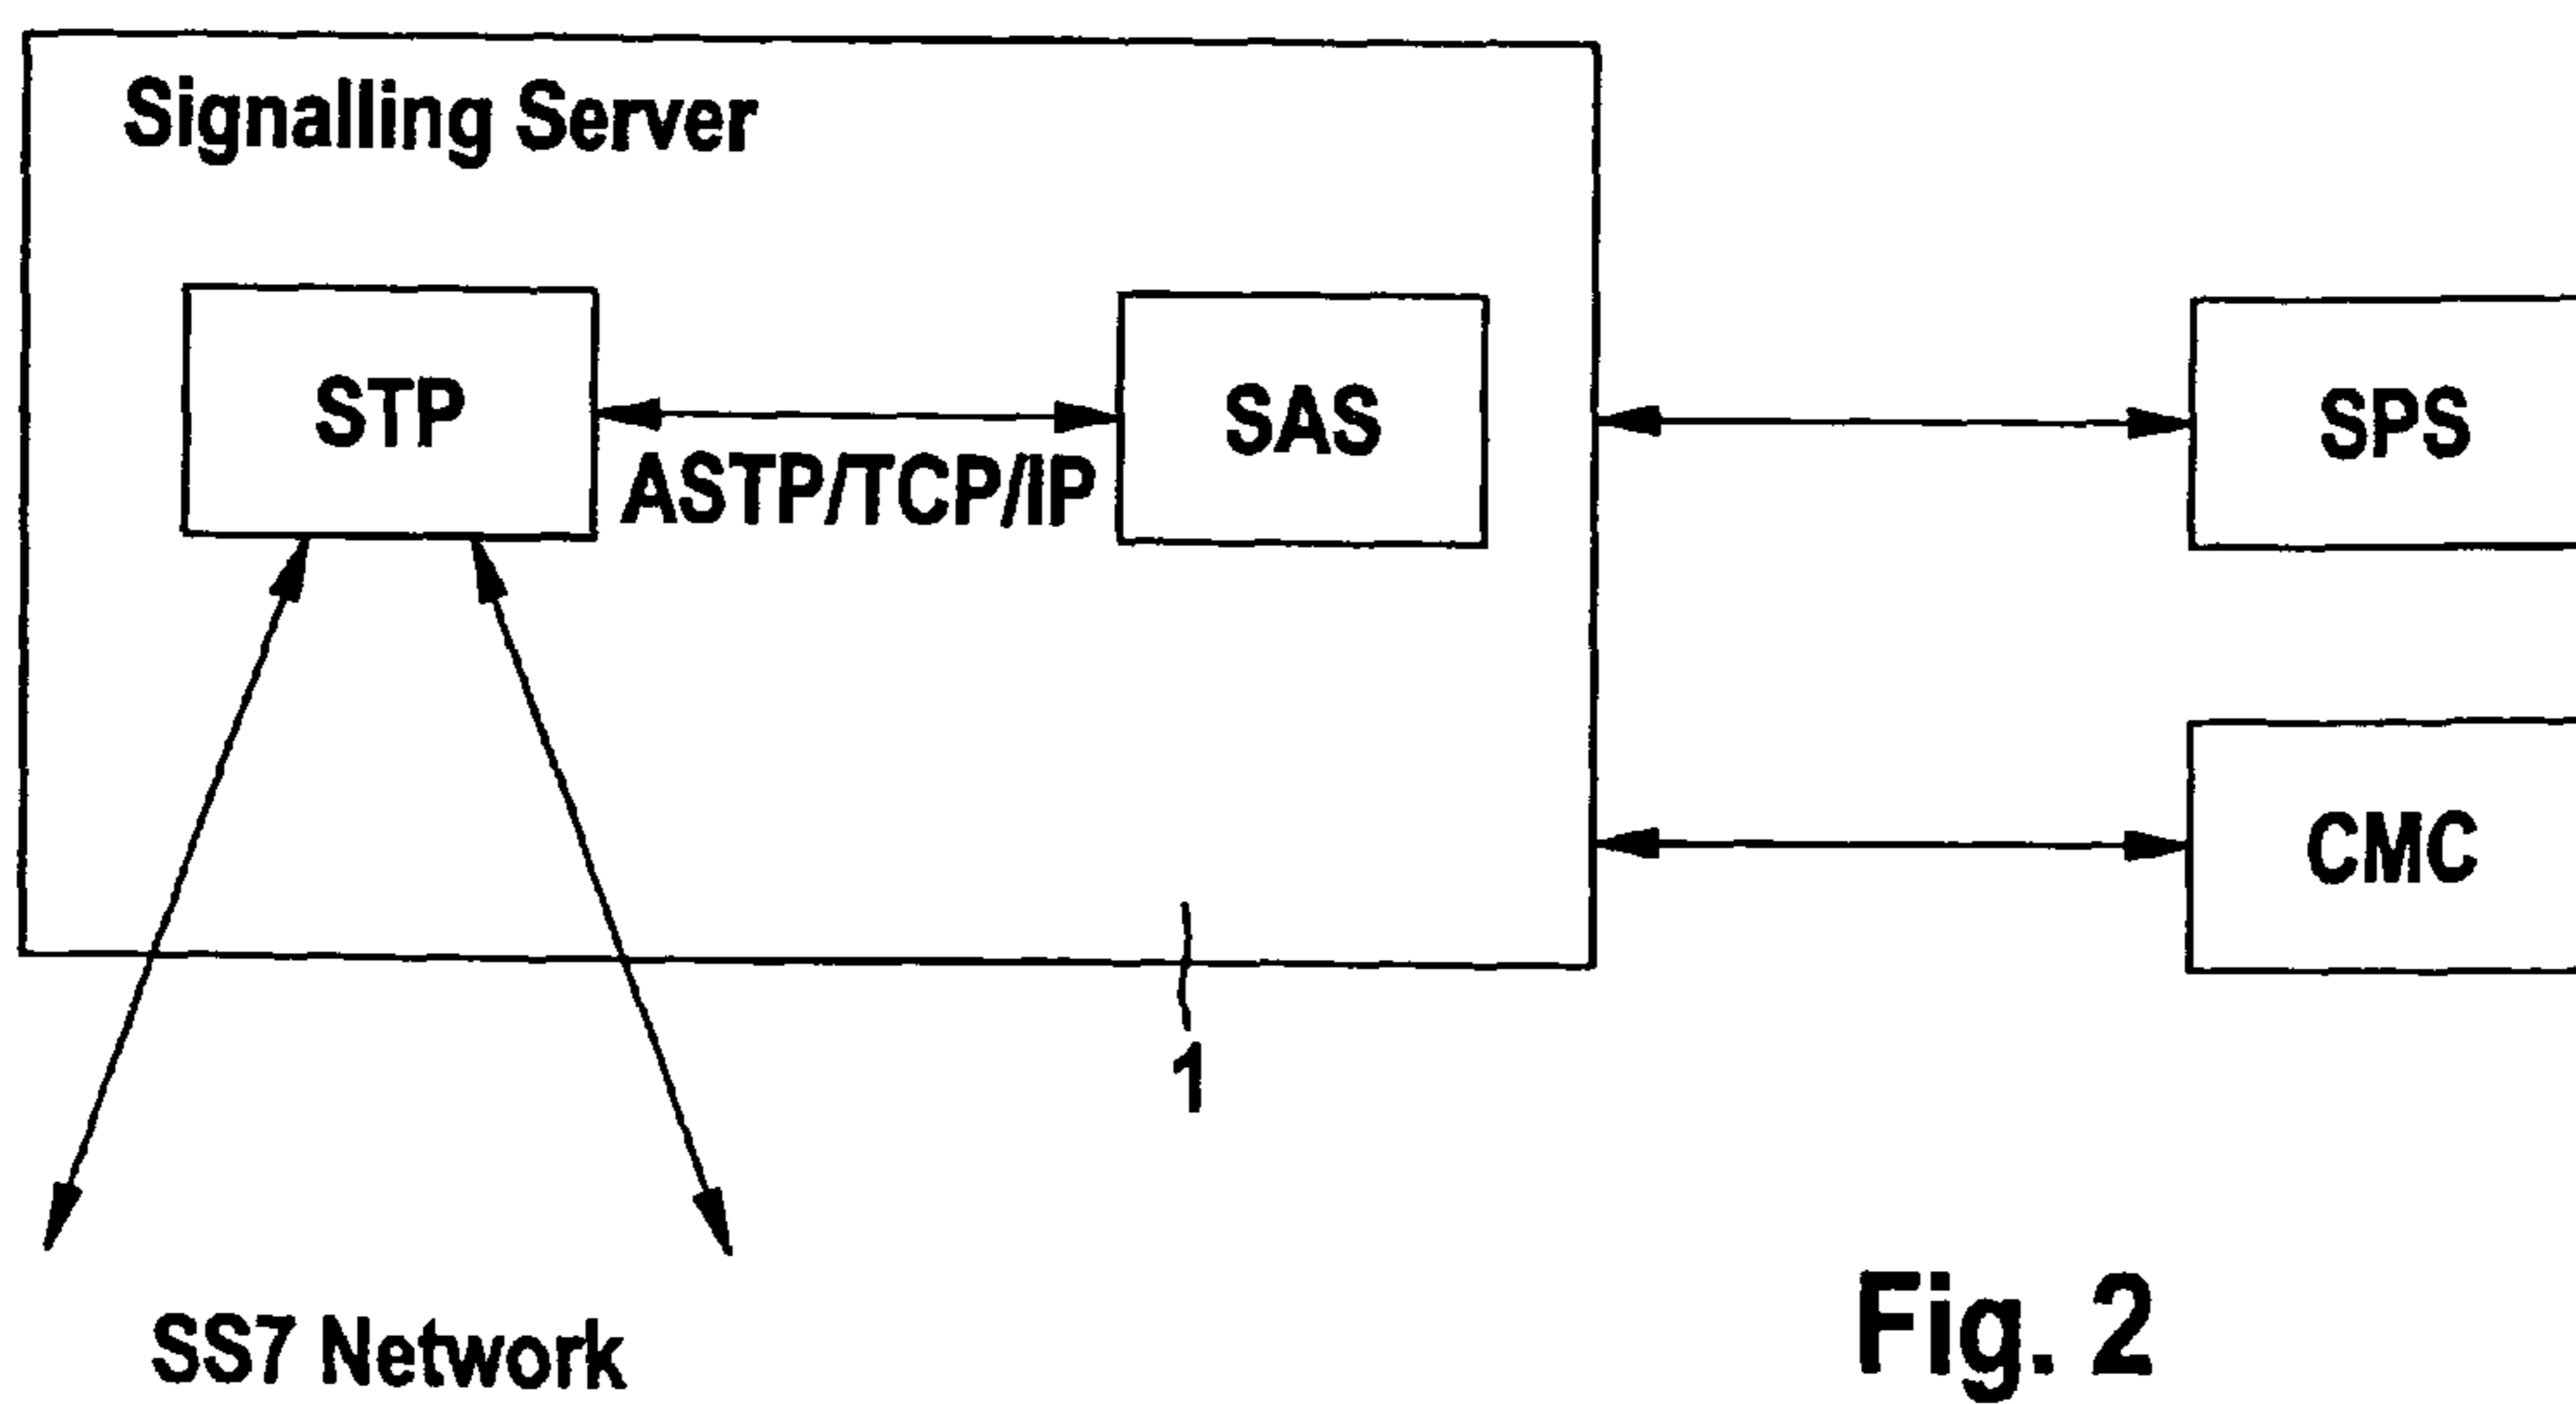 Signalling Server
STP
SAS
ASTP/TCP/IP
SPS
CMC
1
SS7 Network
Fig. 2